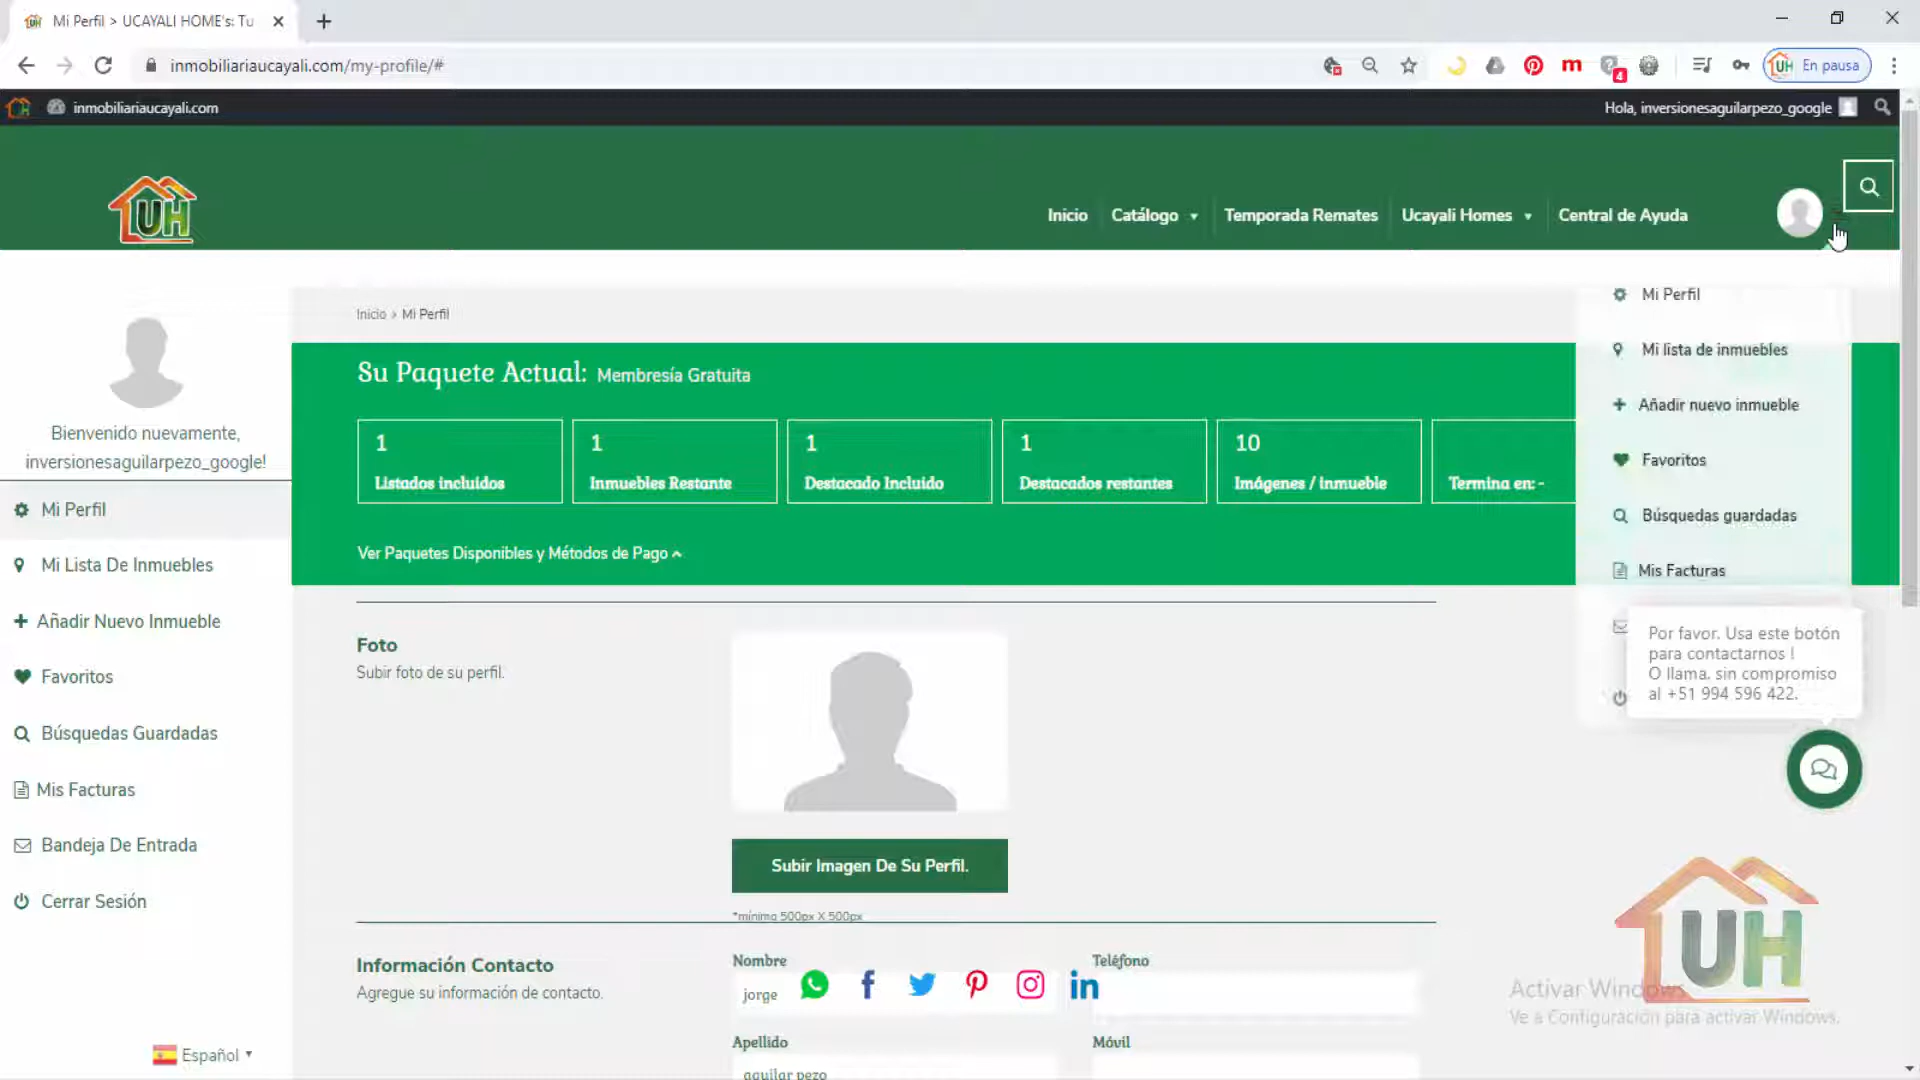 Mi Perfil > UCAYALI HOME's: Tu
inmobiliariaucayali.com/my-profile/#
m
4
UH
En pausa
inmobiliariaucayali.com
Hola, inversionesaguilarpezo_google
UH
Inicio
Catálogo
Temporada Remates
Ucayali Homes
Central de Ayuda
Bienvenido nuevamente,
inversionesaguilarpezo_google!
Mi Perfil
Mi Lista De Inmuebles
Añadir Nuevo Inmueble
Favoritos
Búsquedas Guardadas
Mis Facturas
Bandeja De Entrada
Cerrar Sesión
Español
Inicio > Mi Perfil
Su Paquete Actual: Membresía Gratuita
1
Listados incluidos
1
Inmuebles Restante
1
Destacado Incluido
1
Destacados restantes
10
Imágenes / Inmueble
Termina en: -
Ver Paquetes Disponibles y Métodos de Pago
Mi Perfil
Mi lista de inmuebles
Añadir nuevo inmueble
Favoritos
Búsquedas guardadas
Mis Facturas
Por favor. Usa este botón
para contactarnos !
O llama. sin compromiso
al +51 994 596 422.
Foto
Subir foto de su perfil.
Subir Imagen De Su Perfil.
*mínimo 500px X 500px
Información Contacto
Agregue su información de contacto.
Nombre
jorge
Teléfono
Apellido
aguilar pezo
Móvil
UH
Activar Windows
Ve a Configuración para activar Windows.